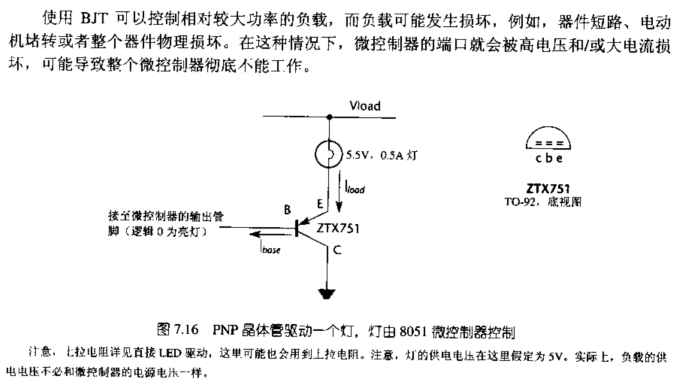 使用 BJT 可以控制相对较大功率的负载，而负载可能发生损坏，例如，器件短路、电动
机堵转或者整个器件物理损坏。在这种情况下，微控制器的端口就会被高电压和/或大电流损
坏，可能导致整个微控制器彻底不能工作。
Vload
5.5V，0.5A 灯
Iload
B
E
ZTX751
C
接至微控制器的输出管
脚（逻辑 0 为亮灯）
Ibase
c b e
ZTX751
TO-92，底视图
图 7.16 PNP 晶体管驱动一个灯，灯由 8051 微控制器控制
注意，上拉电阻详见直接 LED 驱动，这里可能也会用到上拉电阻。注意，灯的供电电压在这里假定为 5V。实际上，负载的供
电电压不必和微控制器的电源电压一样。